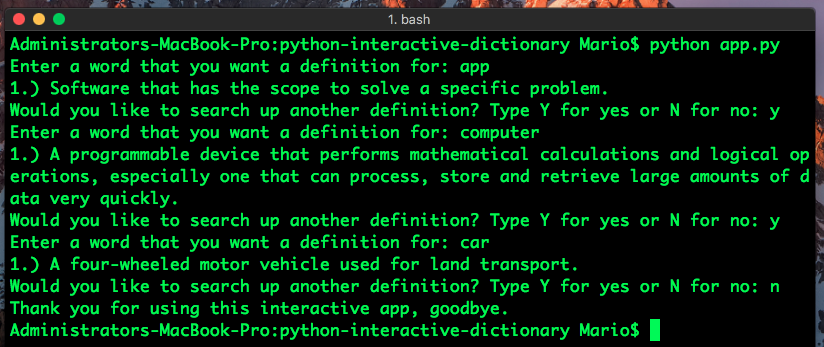 1. bash
Administrators-MacBook-Pro:python-interactive-dictionary Mario$ python app.py
Enter a word that you want a definition for: app
1.) Software that has the scope to solve a specific problem.
Would you like to search up another definition? Type Y for yes or N for no: y
Enter a word that you want a definition for: computer
1.) A programmable device that performs mathematical calculations and logical op
erations, especially one that can process, store and retrieve large amounts of d
ata very quickly.
Would you like to search up another definition? Type Y for yes or N for no: y
Enter a word that you want a definition for: car
1.) A four-wheeled motor vehicle used for land transport.
Would you like to search up another definition? Type Y for yes or N for no: n
Thank you for using this interactive app, goodbye.
Administrators-MacBook-Pro:python-interactive-dictionary Mario$